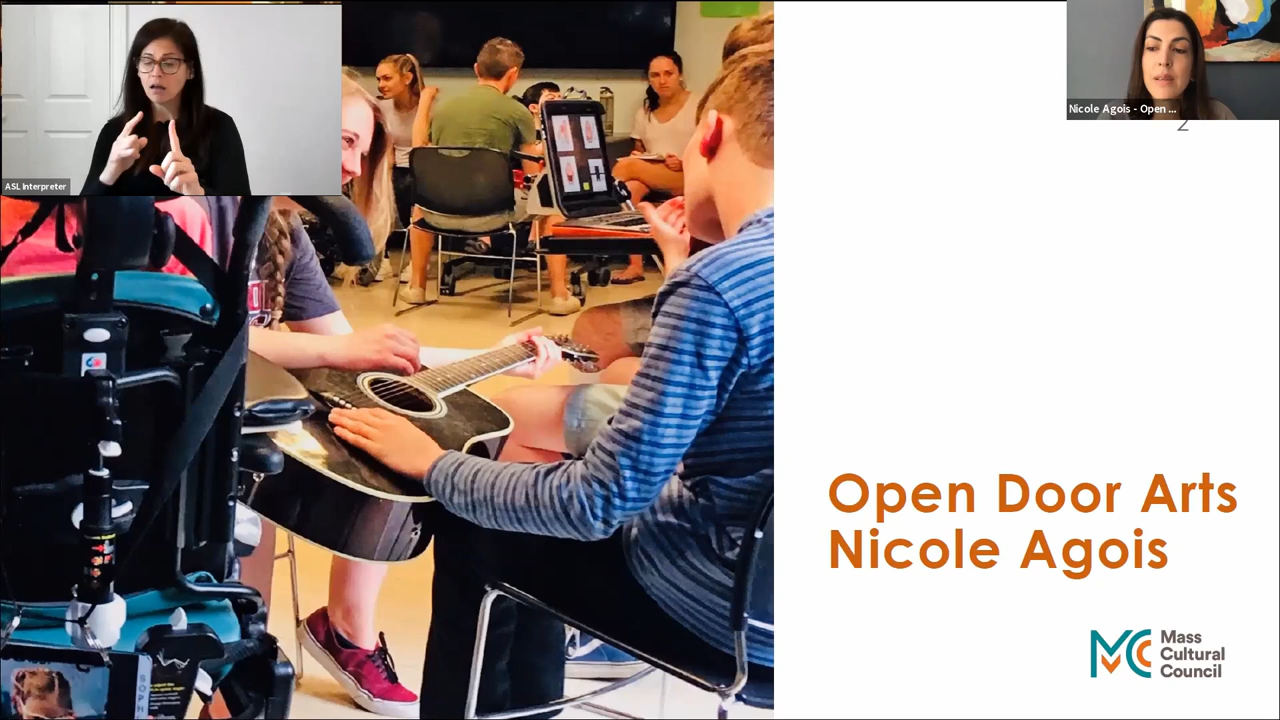 ASL Interpreter
Nicole Agois - Open ...
2
Open Door Arts
Nicole Agois
Mass
Cultural
Council